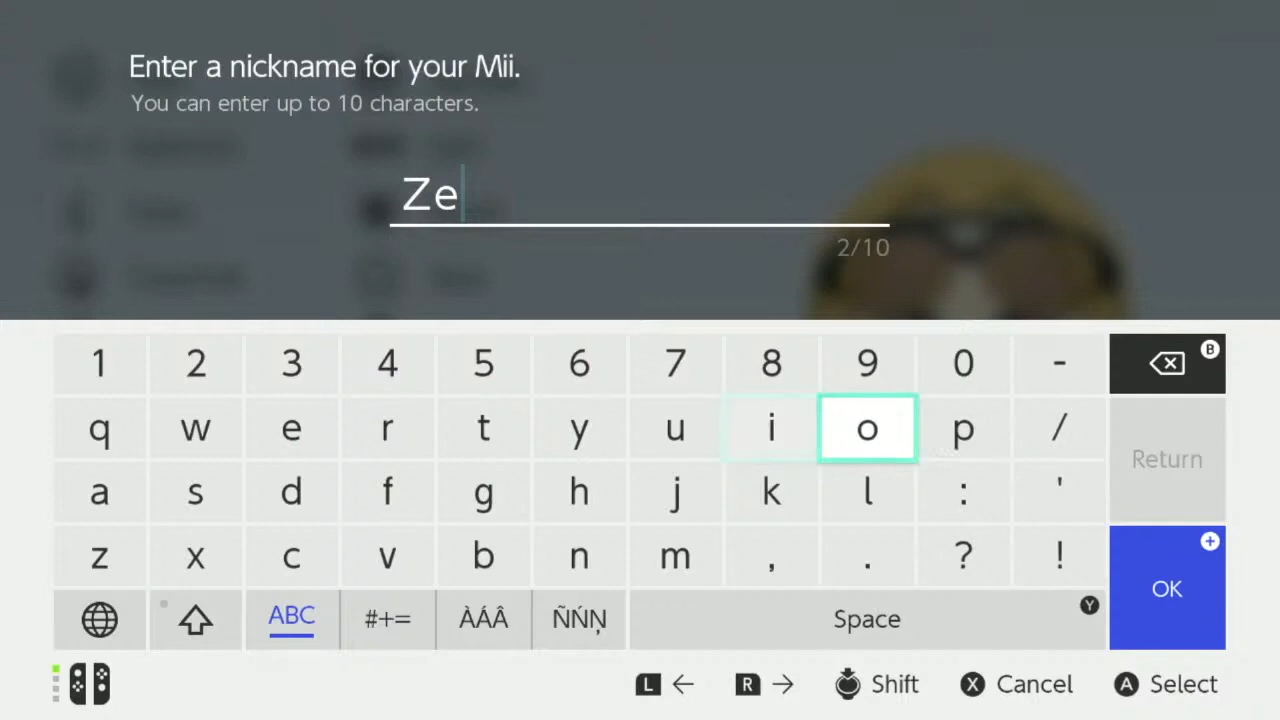 Enter a nickname for your Mii.
You can enter up to 10 characters.
Ze
2/10
1 2 3 4 5 6 7 8 9 0 - B
q w e r t y u i o p /
Return
a s d f g h j k l : '
z x c v b n m , . ? ! +
OK
ABC #+= ÀÁÂ ÑŃŅ Space Y
L ← R → Shift X Cancel A Select